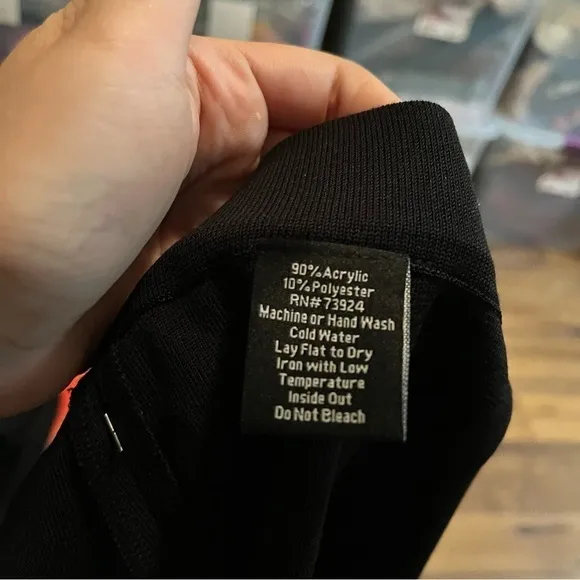 90% Acrylic
10% Polyester
RN# 73924
Machine or Hand Wash
Cold Water
Lay Flat to Dry
Iron with Low
Temperature
Inside Out
Do Not Bleach